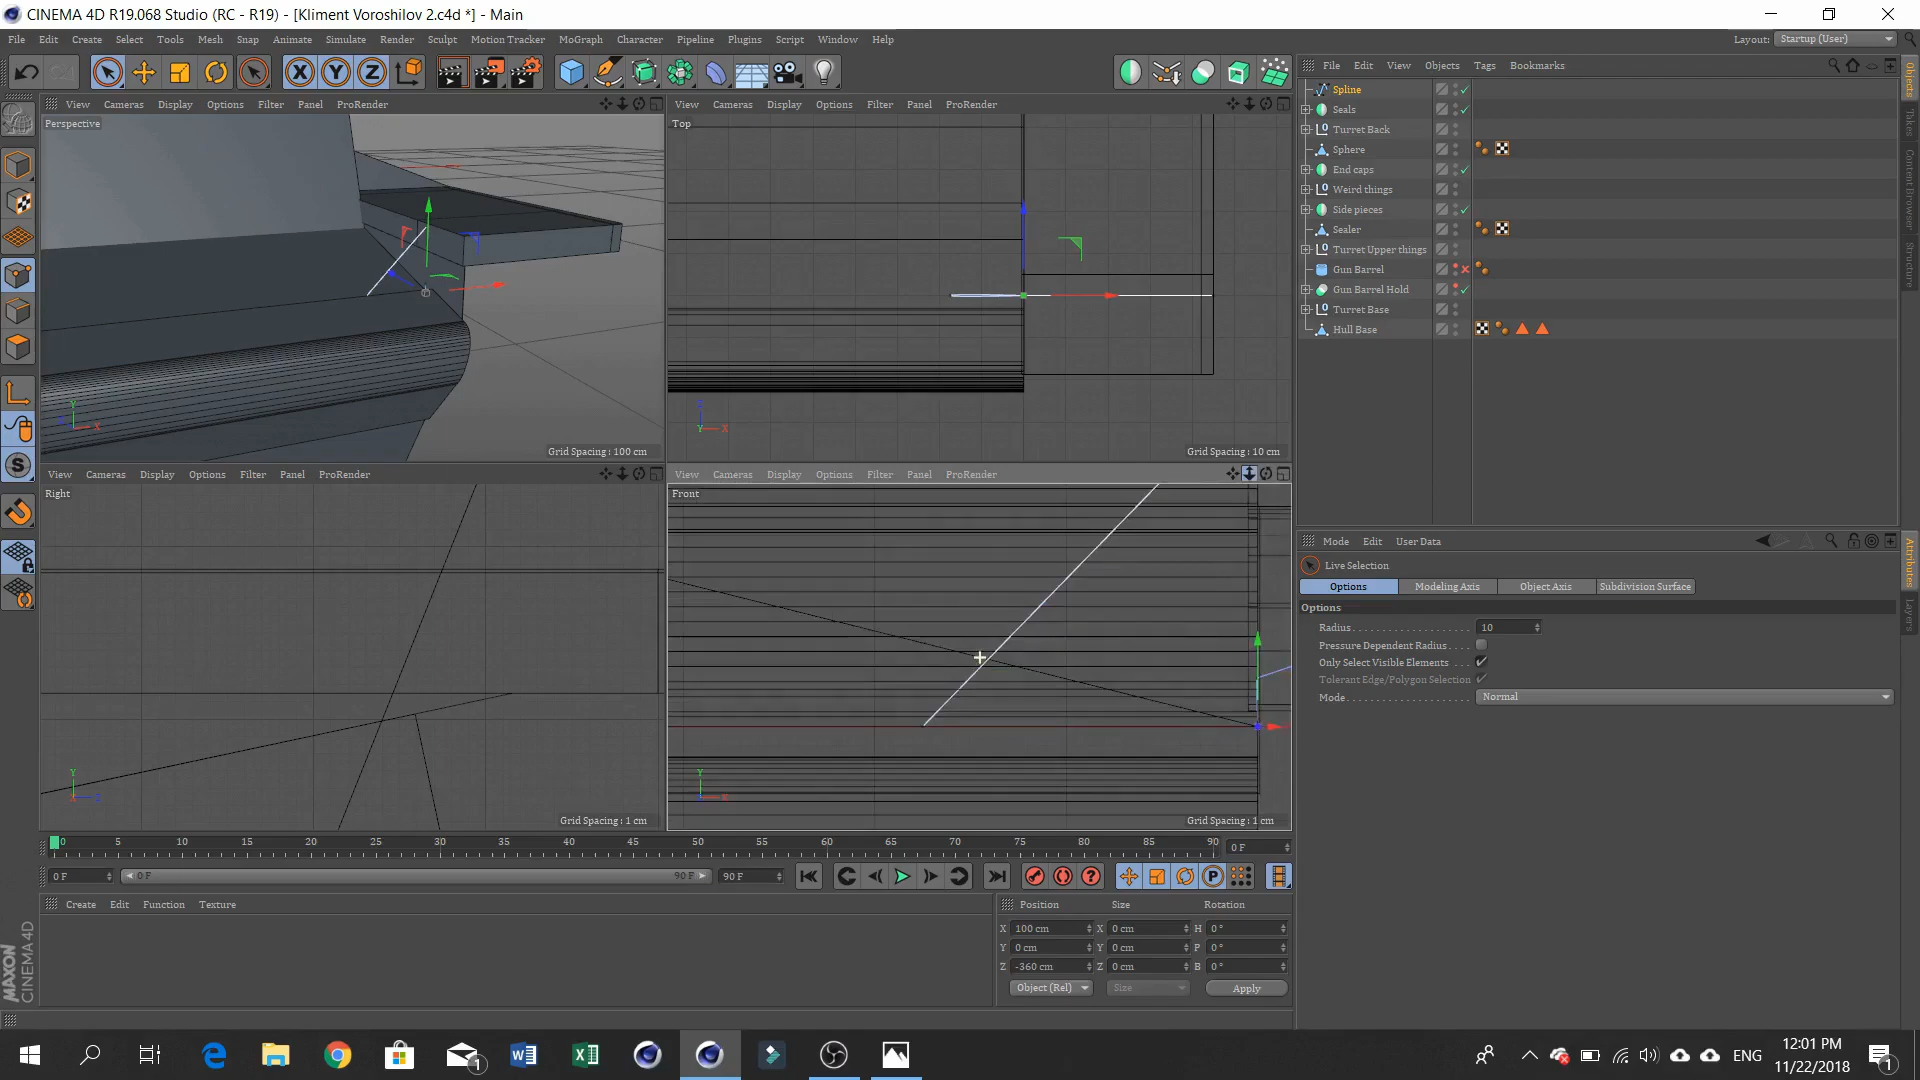 CINEMA 4D R19.068 Studio (RC - R19) - [Kliment Voroshilov 2.c4d *] - Main
File Edit Create Select Tools Mesh Snap Animate Simulate Render Sculpt Motion Tracker MoGraph Character Pipeline Plugins Script Window Help
Layout: Startup (User)
View Cameras Display Options Filter Panel ProRender
Perspective
Grid Spacing : 100 cm
View Cameras Display Options Filter Panel ProRender
Top
Grid Spacing : 10 cm
View Cameras Display Options Filter Panel ProRender
Right
Grid Spacing : 1 cm
View Cameras Display Options Filter Panel ProRender
Front
Grid Spacing : 1 cm
File Edit View Objects Tags Bookmarks
Spline
Seals
Turret Back
Sphere
End caps
Weird things
Side pieces
Sealer
Turret Upper things
Gun Barrel
Gun Barrel Hold
Turret Base
Hull Base
Objects
Takes
Content Browser
Structure
Mode Edit User Data
Live Selection
Options Modeling Axis Object Axis Subdivision Surface
Options
Radius 10
Pressure Dependent Radius
Only Select Visible Elements
Tolerant Edge/Polygon Selection
Mode Normal
Attributes
Layers
0 5 10 15 20 25 30 35 40 45 50 55 60 65 70 75 80 85 90
0 F
0 F 0 F 90 F 90 F
Create Edit Function Texture
Position Size Rotation
X 100 cm X 0 cm H 0 °
Y 0 cm Y 0 cm P 0 °
Z -360 cm Z 0 cm B 0 °
Object (Rel) Size Apply
MAXON
CINEMA 4D
ENG
12:01 PM
11/22/2018